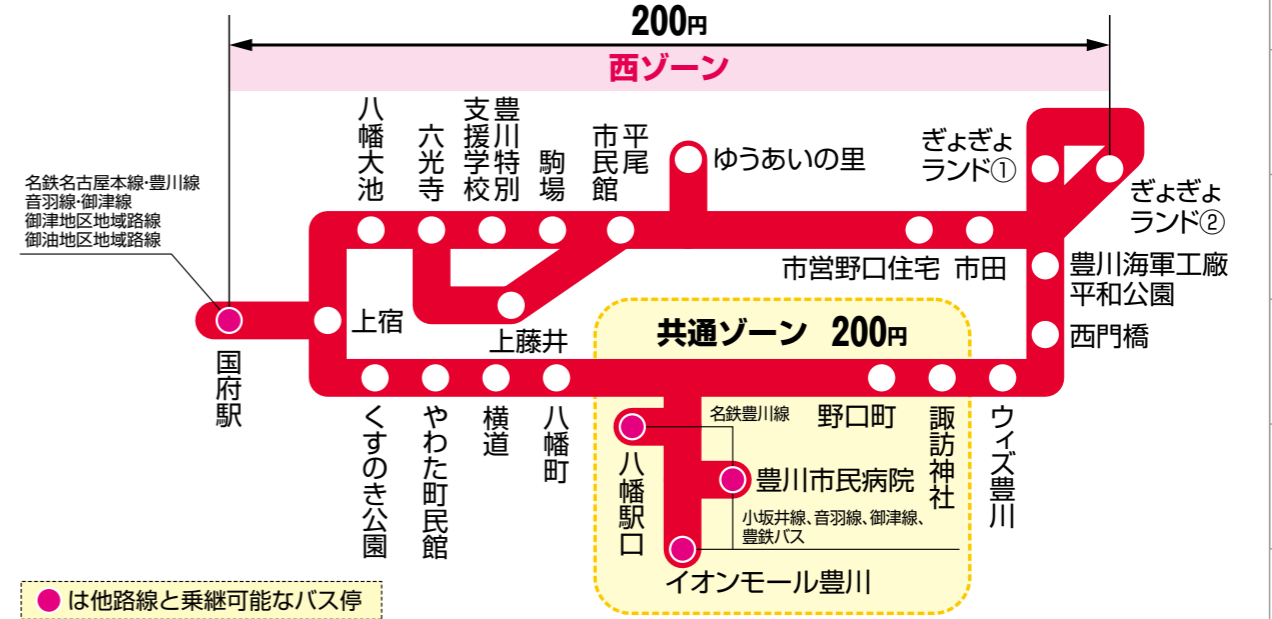 200円
西ゾーン
八幡大池
六光寺
豊川特別
支援学校
駒場
平尾
市民館
ゆうあいの里
ぎょぎょ
ランド①
ぎょぎょ
ランド②
名鉄名古屋本線・豊川線
音羽線・御津線
御津地区地域路線
御油地区地域路線
市営野口住宅
市田
豊川海軍工廠
平和公園
上宿
上藤井
共通ゾーン 200円
西門橋
国府駅
くすのき公園
やわた町民館
横道
八幡町
八幡駅口
名鉄豊川線
野口町
諏訪神社
ウィズ豊川
豊川市民病院
小坂井線、音羽線、御津線、
豊鉄バス
イオンモール豊川
は他路線と乗継可能なバス停